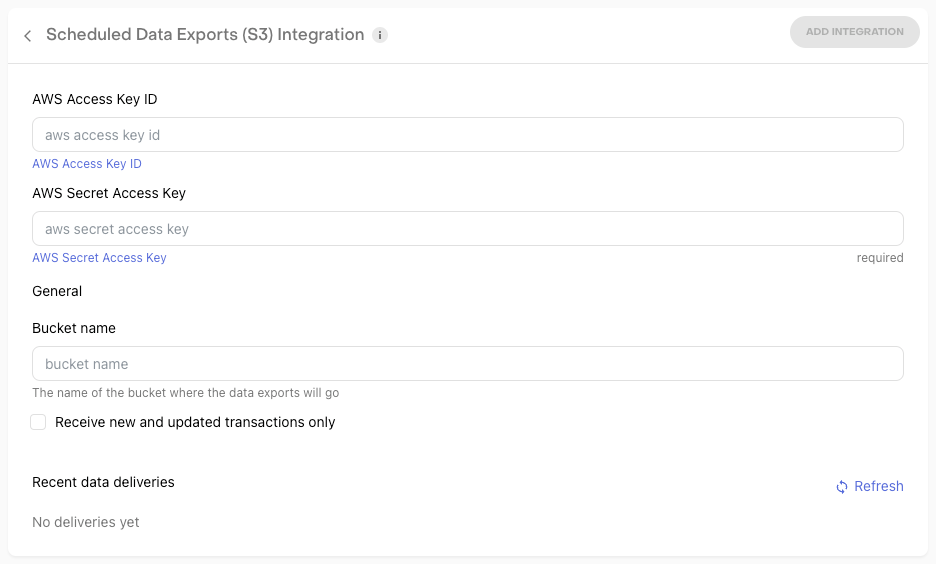 Scheduled Data Exports (S3) Integration i
ADD INTEGRATION
AWS Access Key ID
aws access key id
AWS Access Key ID
AWS Secret Access Key
aws secret access key
AWS Secret Access Key
required
General
Bucket name
bucket name
The name of the bucket where the data exports will go
Receive new and updated transactions only
Recent data deliveries
Refresh
No deliveries yet